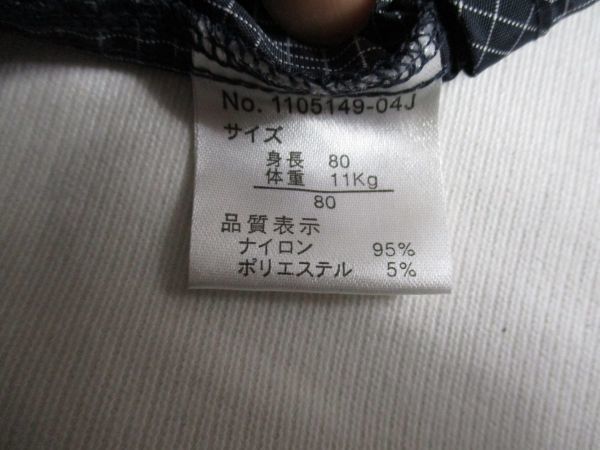 No. 1105149-04J
サイズ
身長 80
体重 11Kg
80
品質表示
ナイロン 95%
ポリエステル 5%